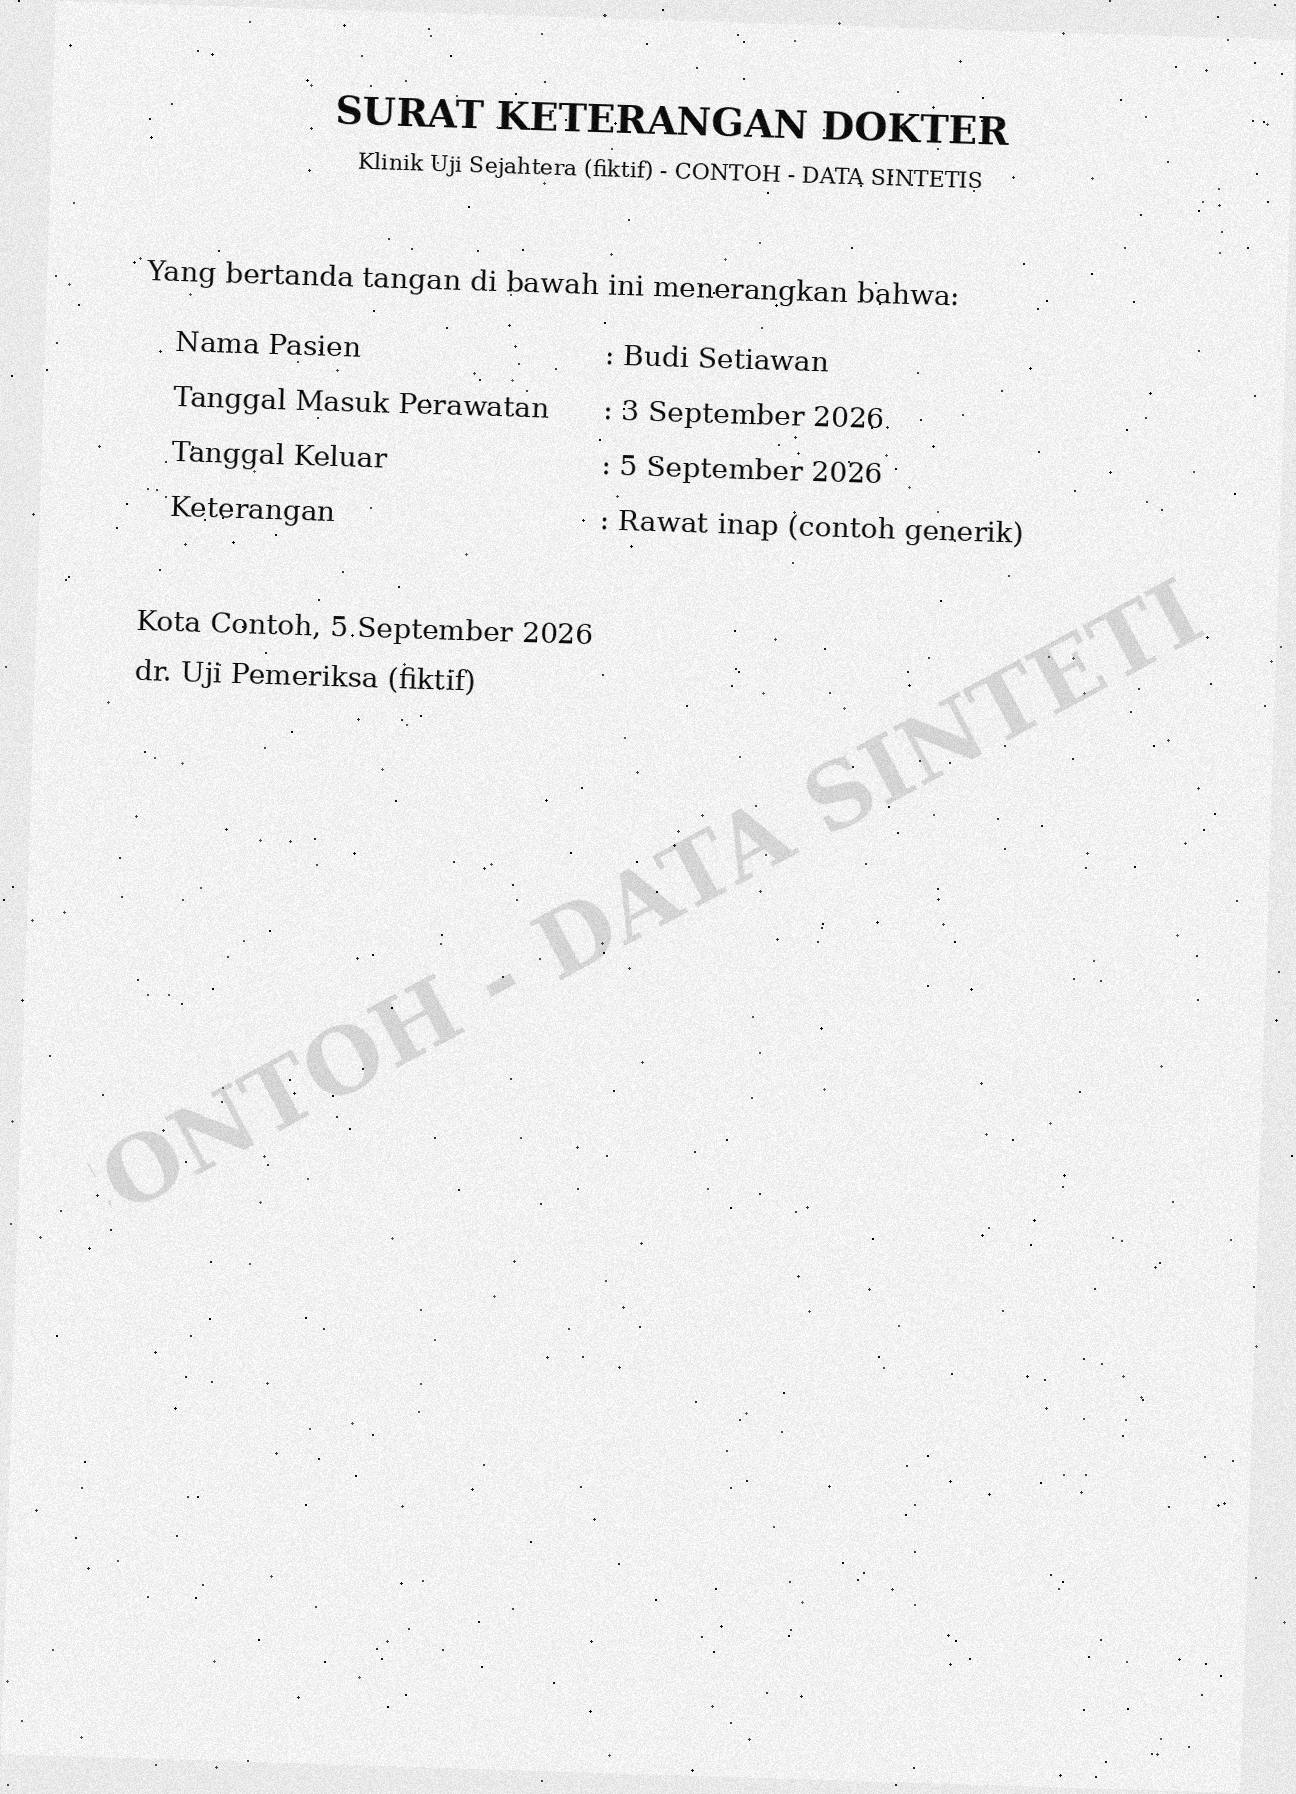 SURAT KETERANGAN DOKTER
Klinik Uji Sejahtera (fiktif) - CONTOH - DATA SINTETIS
Yang bertanda tangan di bawah ini menerangkan bahwa:
Nama Pasien : Budi Setiawan
Tanggal Masuk Perawatan : 3 September 2026
Tanggal Keluar : 5 September 2026
Keterangan : Rawat inap (contoh generik)
Kota Contoh, 5 September 2026
dr. Uji Pemeriksa (fiktif)
ONTOH - DATA SINTETI